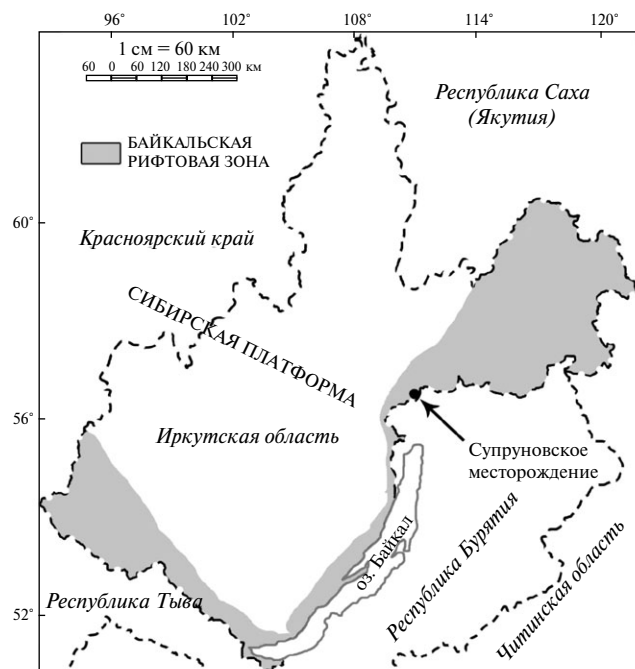 96° 102° 108° 114° 120°
1 см = 60 км
60 0 60 120 180 240 300 км
Республика Саха
(Якутия)
БАЙКАЛЬСКАЯ
РИФТОВАЯ ЗОНА
60°
Красноярский край
СИБИРСКАЯ ПЛАТФОРМА
56°
Иркутская область
Супруновское
месторождение
оз. Байкал
Республика Бурятия
Читинская область
Республика Тыва
51°